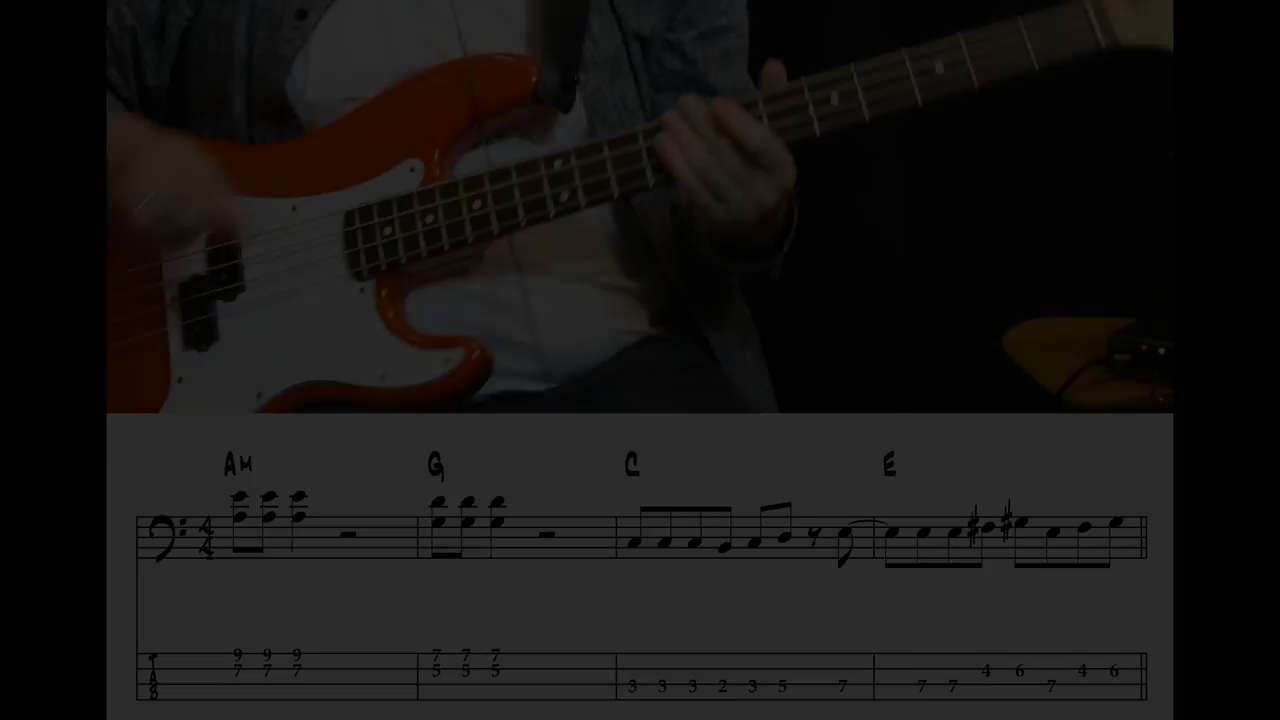 Am G C E
4
4
T 9 9 9 7 7 7
A 7 7 7 5 5 5 4 6 4 6
3 3 3 2 3 5 7 7 7 7
B